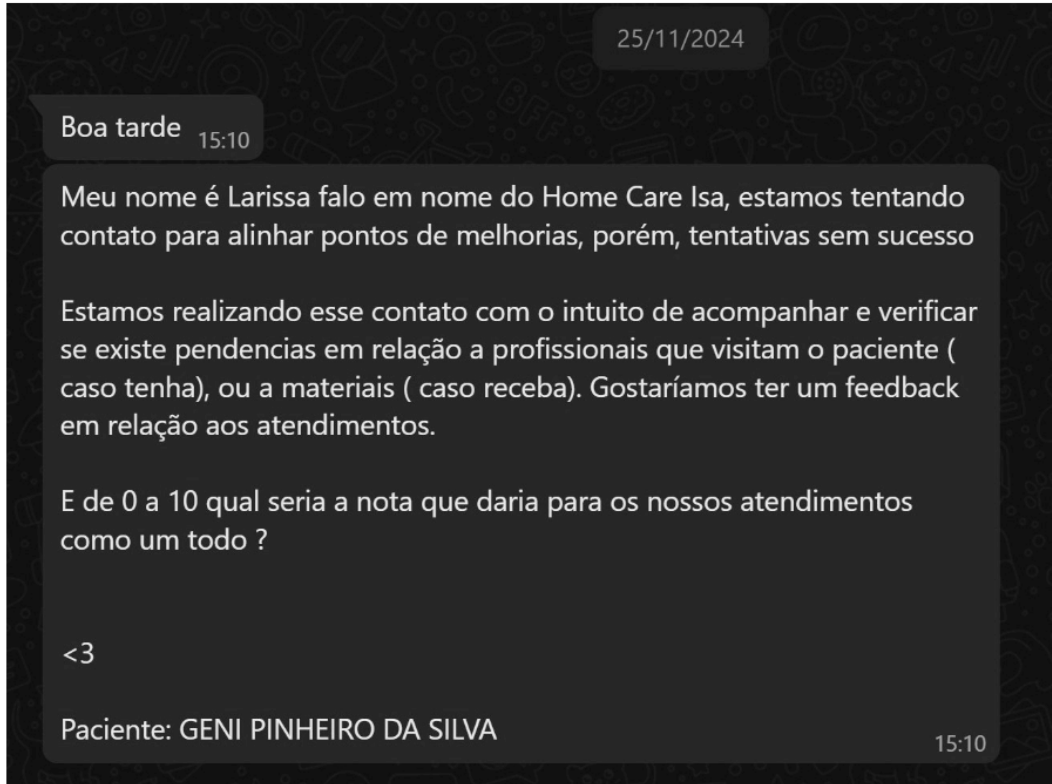 25/11/2024
Boa tarde 15:10
Meu nome é Larissa falo em nome do Home Care Isa, estamos tentando
contato para alinhar pontos de melhorias, porém, tentativas sem sucesso
Estamos realizando esse contato com o intuito de acompanhar e verificar
se existe pendencias em relação a profissionais que visitam o paciente (
caso tenha), ou a materiais ( caso receba). Gostaríamos ter um feedback
em relação aos atendimentos.
E de 0 a 10 qual seria a nota que daria para os nossos atendimentos
como um todo ?
<3
Paciente: GENI PINHEIRO DA SILVA
15:10